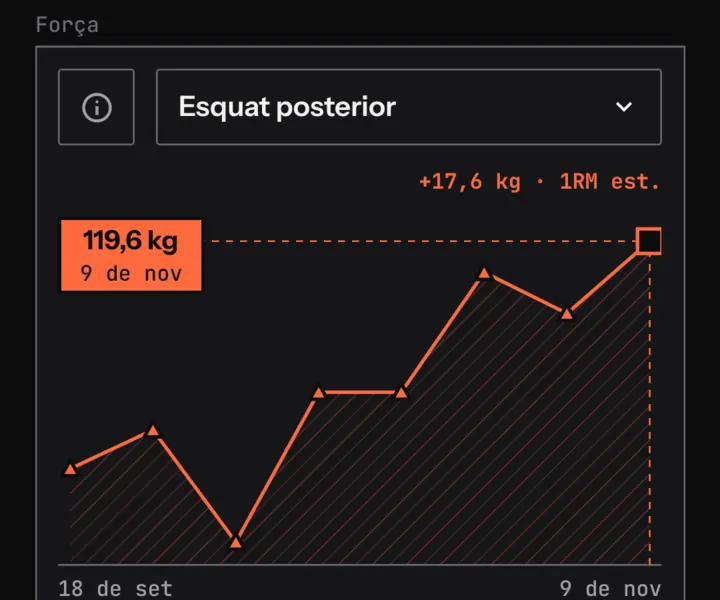 Força
Esquat posterior
+17,6 kg · 1RM est.
119,6 kg
9 de nov
18 de set
9 de nov